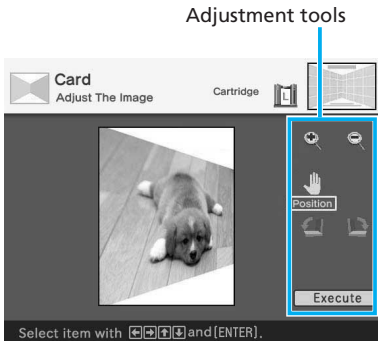 Adjustment tools
Card
Adjust The Image
Cartridge
L
Position
Execute
Select item with ←→↑↓ and [ENTER].